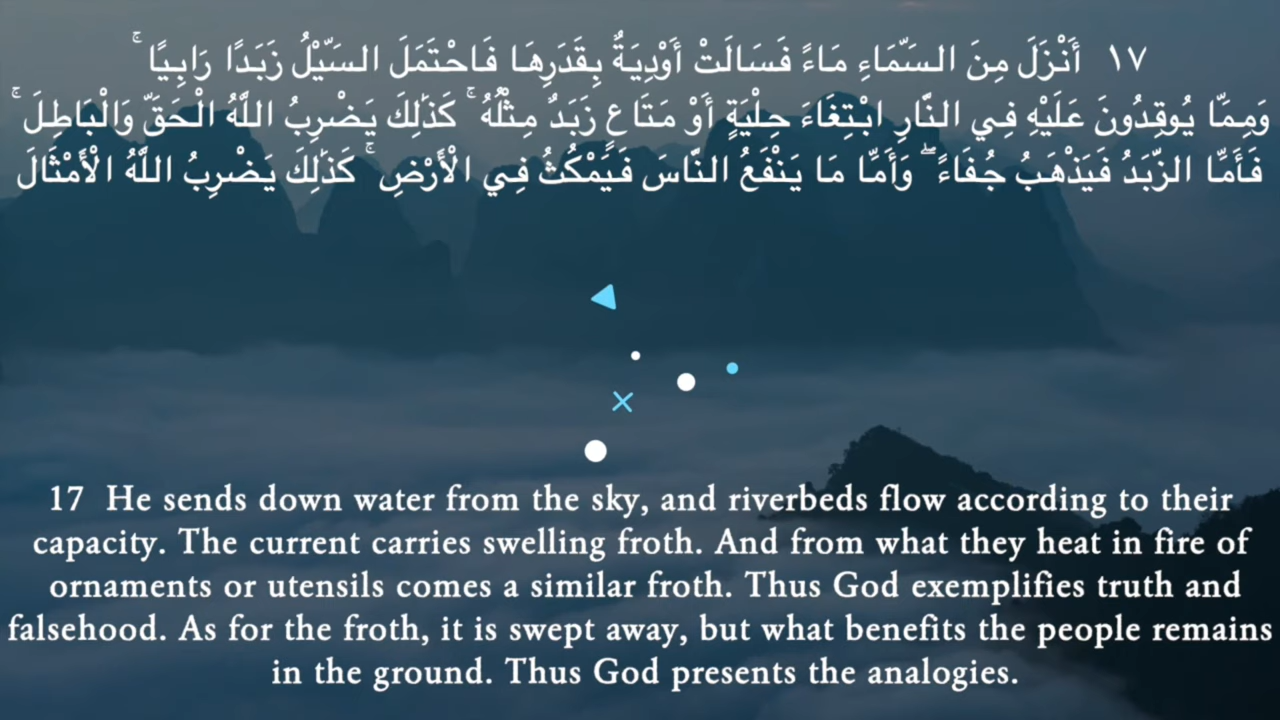 ١٧ أَنْزَلَ مِنَ السَّمَاءِ مَاءً فَسَالَتْ أَوْدِيَةٌ بِقَدَرِهَا فَاحْتَمَلَ السَّيْلُ زَبَدًا رَابِيًا ۚ
وَمِمَّا يُوقِدُونَ عَلَيْهِ فِي النَّارِ ابْتِغَاءَ حِلْيَةٍ أَوْ مَتَاعٍ زَبَدٌ مِثْلُهُ ۚ كَذَٰلِكَ يَضْرِبُ اللَّهُ الْحَقَّ وَالْبَاطِلَ ۚ
فَأَمَّا الزَّبَدُ فَيَذْهَبُ جُفَاءً ۖ وَأَمَّا مَا يَنْفَعُ النَّاسَ فَيَمْكُثُ فِي الْأَرْضِ ۚ كَذَٰلِكَ يَضْرِبُ اللَّهُ الْأَمْثَالَ
17 He sends down water from the sky, and riverbeds flow according to their
capacity. The current carries swelling froth. And from what they heat in fire of
ornaments or utensils comes a similar froth. Thus God exemplifies truth and
falsehood. As for the froth, it is swept away, but what benefits the people remains
in the ground. Thus God presents the analogies.